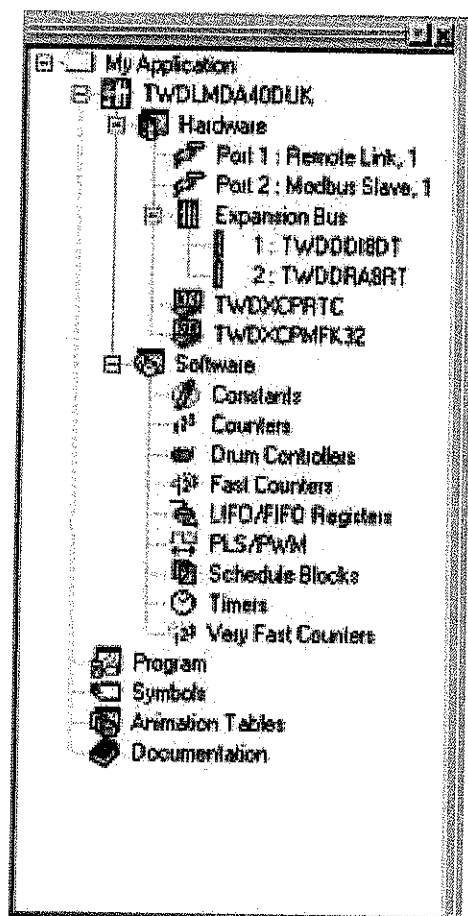 My Application
TWDLMDA40DUK
Hardware
Port 1 : Remote Link, 1
Port 2 : Modbus Slave, 1
Expansion Bus
1 : TWDDDI8DT
2 : TWDDRA8RT
TWDXCPRTC
TWDXCPMFK32
Software
Constants
Counters
Drum Controllers
Fast Counters
LIFO/FIFO Registers
PLS/PWM
Schedule Blocks
Timers
Very Fast Counters
Program
Symbols
Animation Tables
Documentation